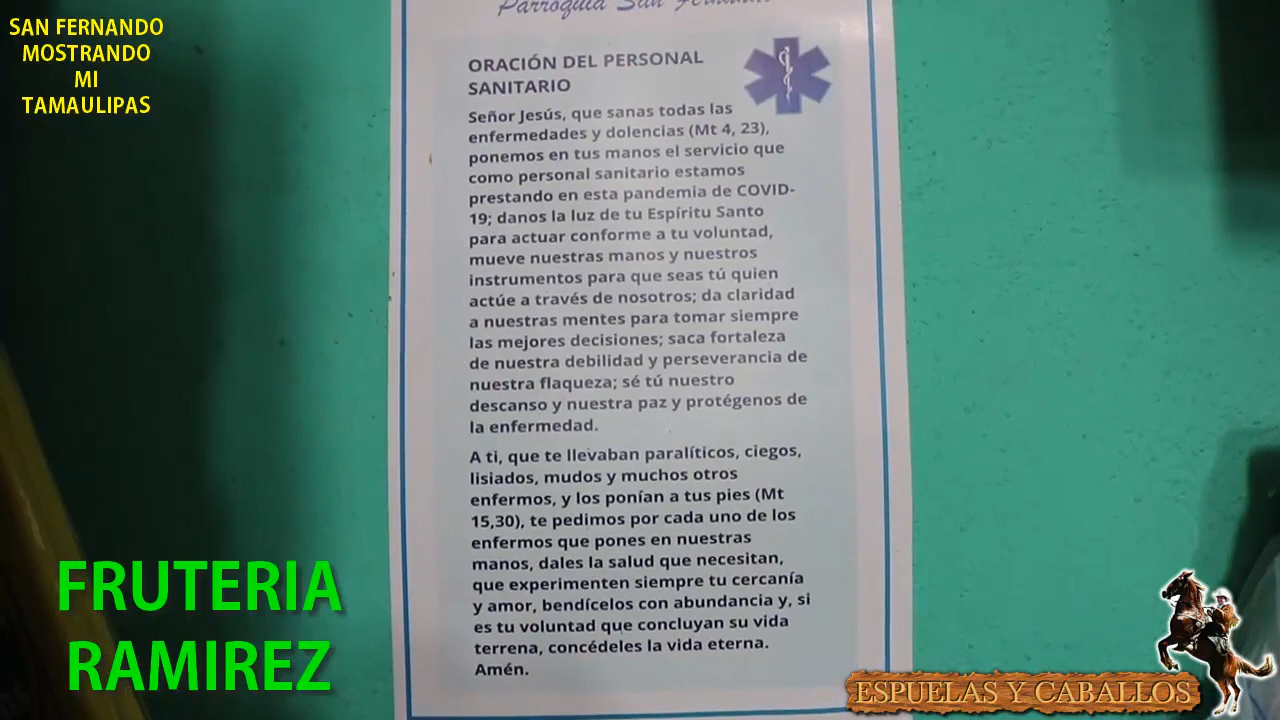 SAN FERNANDO
MOSTRANDO
MI
TAMAULIPAS
Parroquia San Fernando
ORACIÓN DEL PERSONAL
SANITARIO
Señor Jesús, que sanas todas las
enfermedades y dolencias (Mt 4, 23),
ponemos en tus manos el servicio que
como personal sanitario estamos
prestando en esta pandemia de COVID-
19; danos la luz de tu Espíritu Santo
para actuar conforme a tu voluntad,
mueve nuestras manos y nuestros
instrumentos para que seas tú quien
actúe a través de nosotros; da claridad
a nuestras mentes para tomar siempre
las mejores decisiones; saca fortaleza
de nuestra debilidad y perseverancia de
nuestra flaqueza; sé tú nuestro
descanso y nuestra paz y protégenos de
la enfermedad.
A ti, que te llevaban paralíticos, ciegos,
lisiados, mudos y muchos otros
enfermos, y los ponían a tus pies (Mt
15,30), te pedimos por cada uno de los
enfermos que pones en nuestras
manos, dales la salud que necesitan,
que experimenten siempre tu cercanía
y amor, bendícelos con abundancia y, si
es tu voluntad que concluyan su vida
terrena, concédeles la vida eterna.
Amén.
FRUTERIA
RAMIREZ
ESPUELAS Y CABALLOS